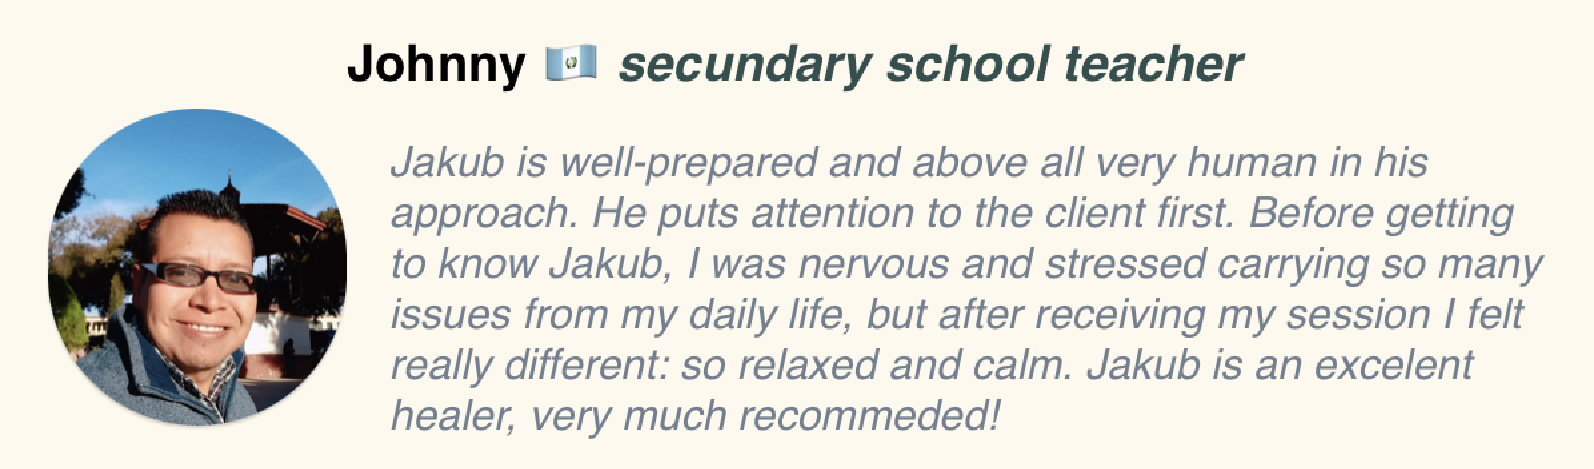 Johnny 🇬🇹 secundary school teacher
Jakub is well-prepared and above all very human in his
approach. He puts attention to the client first. Before getting
to know Jakub, I was nervous and stressed carrying so many
issues from my daily life, but after receiving my session I felt
really different: so relaxed and calm. Jakub is an excelent
healer, very much recommeded!